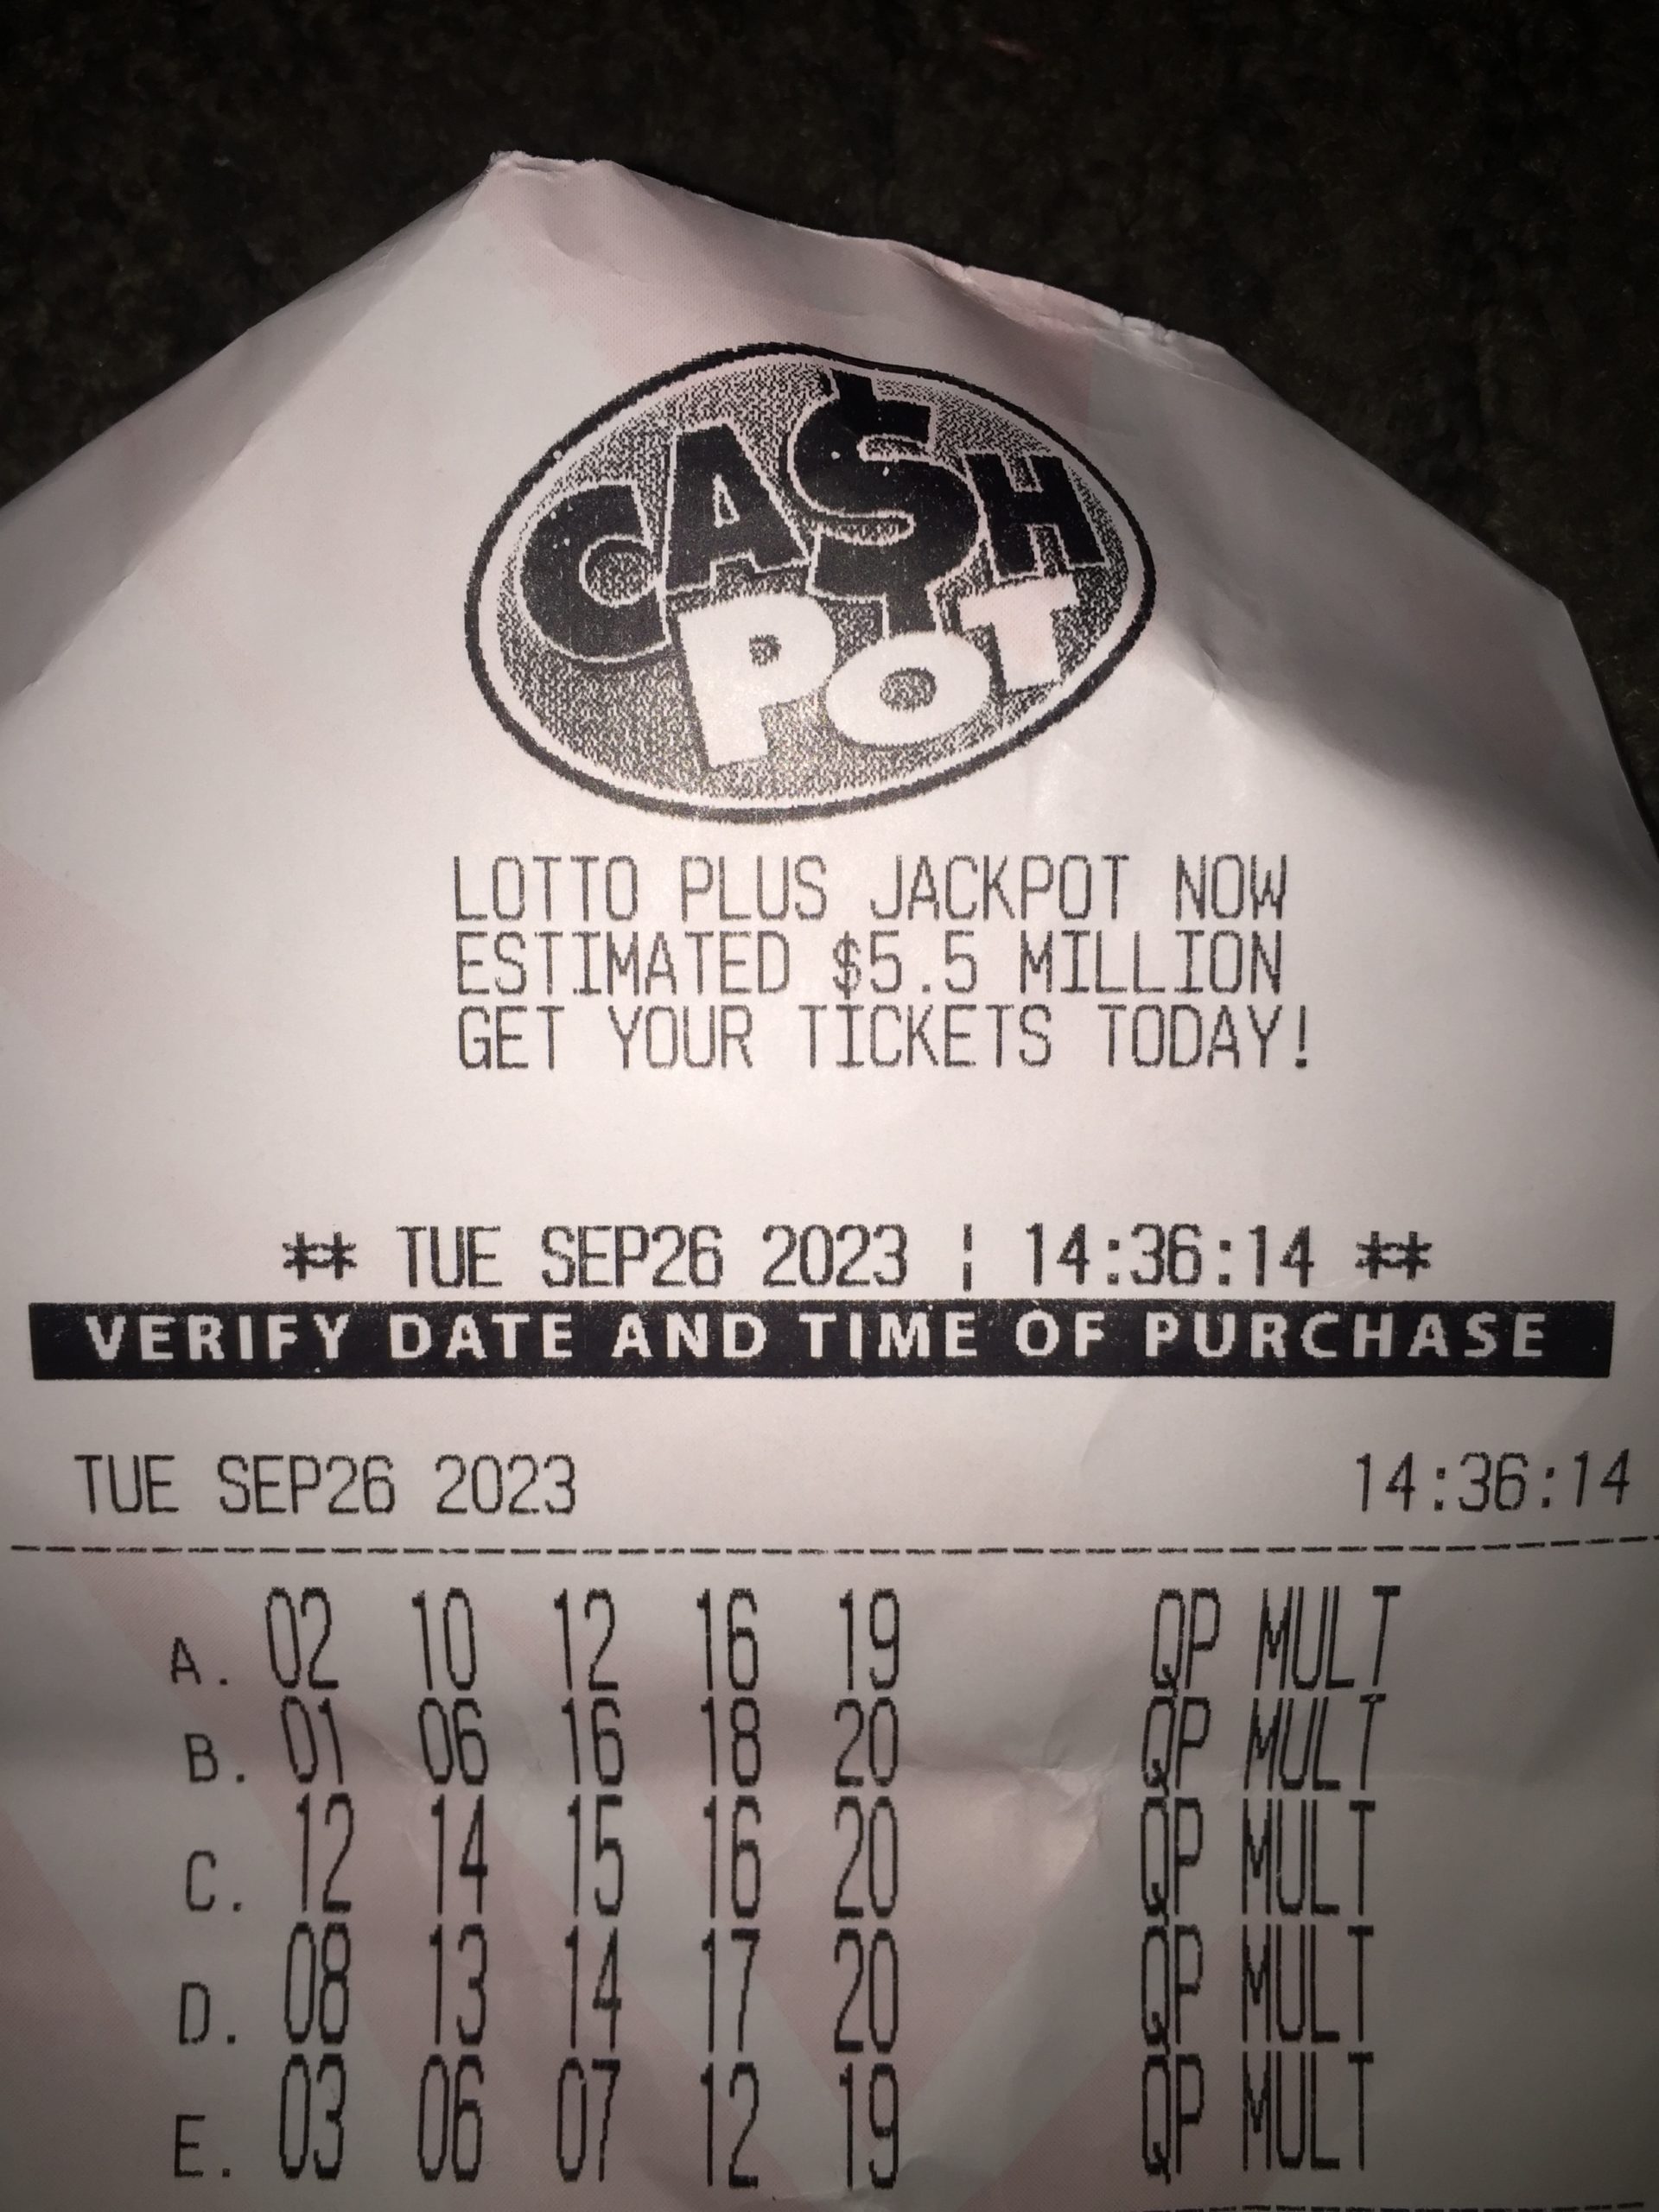 CA$H
POT
LOTTO PLUS JACKPOT NOW
ESTIMATED $5.5 MILLION
GET YOUR TICKETS TODAY!
** TUE SEP26 2023 ¦ 14:36:14 **
VERIFY DATE AND TIME OF PURCHASE
TUE SEP26 2023 14:36:14
A. 02 10 12 16 19 QP MULT
B. 01 06 16 18 20 QP MULT
C. 12 14 15 16 20 QP MULT
D. 08 13 14 17 20 QP MULT
E. 03 06 07 12 19 QP MULT